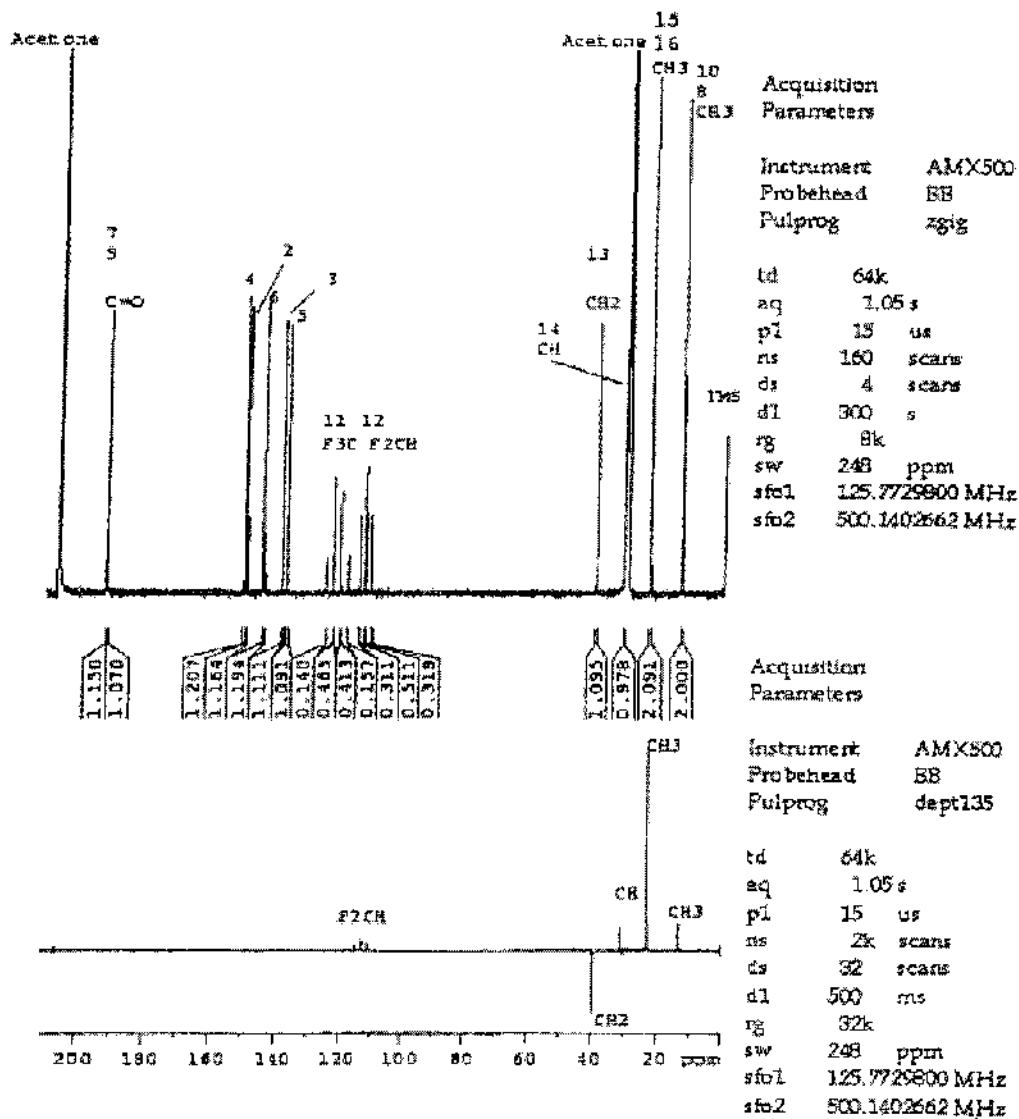 Acetone
Acetone
15
16
CH3
10
8
CH3
7
9
C=O
4
2
6
3
5
11
F3C
12
F2CH
13
CH2
14
CH
TMS
Acquisition
Parameters
Instrument AMX500
Probehead BB
Pulprog zgig
td 64k
aq 1.05 s
p1 15 us
ns 160 scans
ds 4 scans
d1 300 s
rg 8k
sw 248 ppm
sfo1 125.7729800 MHz
sfo2 500.1402662 MHz
1.150
1.070
1.207
1.164
1.194
1.111
1.091
0.140
0.465
0.413
0.157
0.311
0.511
0.319
1.095
0.978
2.091
2.000
Acquisition
Parameters
Instrument AMX500
Probehead BB
Pulprog dept135
td 64k
aq 1.05 s
p1 15 us
ns 2k scans
ds 32 scans
d1 500 ms
rg 32k
sw 248 ppm
sfo1 125.7729800 MHz
sfo2 500.1402662 MHz
F2CH
CH
CH3
CH3
CH2
200 180 160 140 120 100 80 60 40 20 ppm